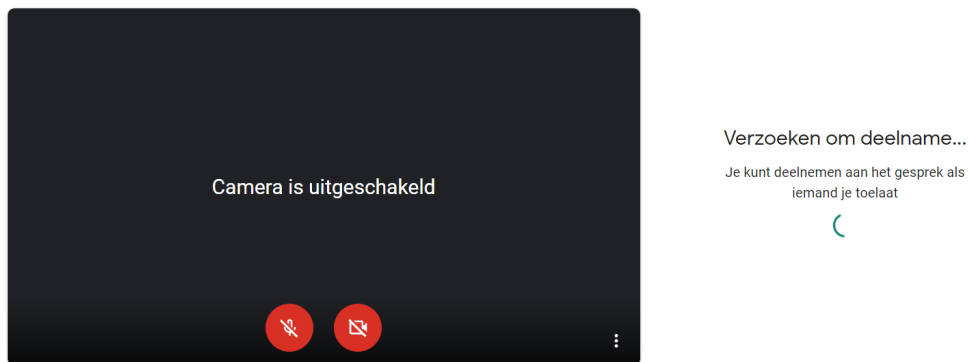 Camera is uitgeschakeld
Verzoeken om deelname...
Je kunt deelnemen aan het gesprek als
iemand je toelaat